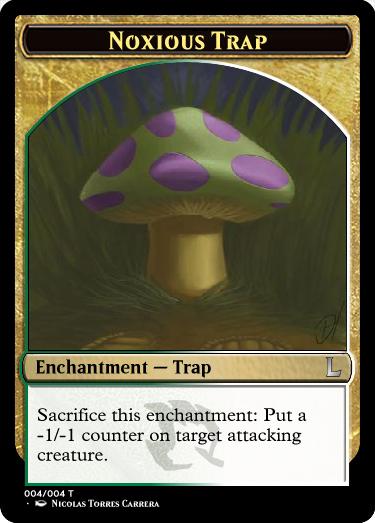 Noxious Trap
Enchantment — Trap
L
Sacrifice this enchantment: Put a
-1/-1 counter on target attacking
creature.
004/004 T
· Nicolas Torres Carrera